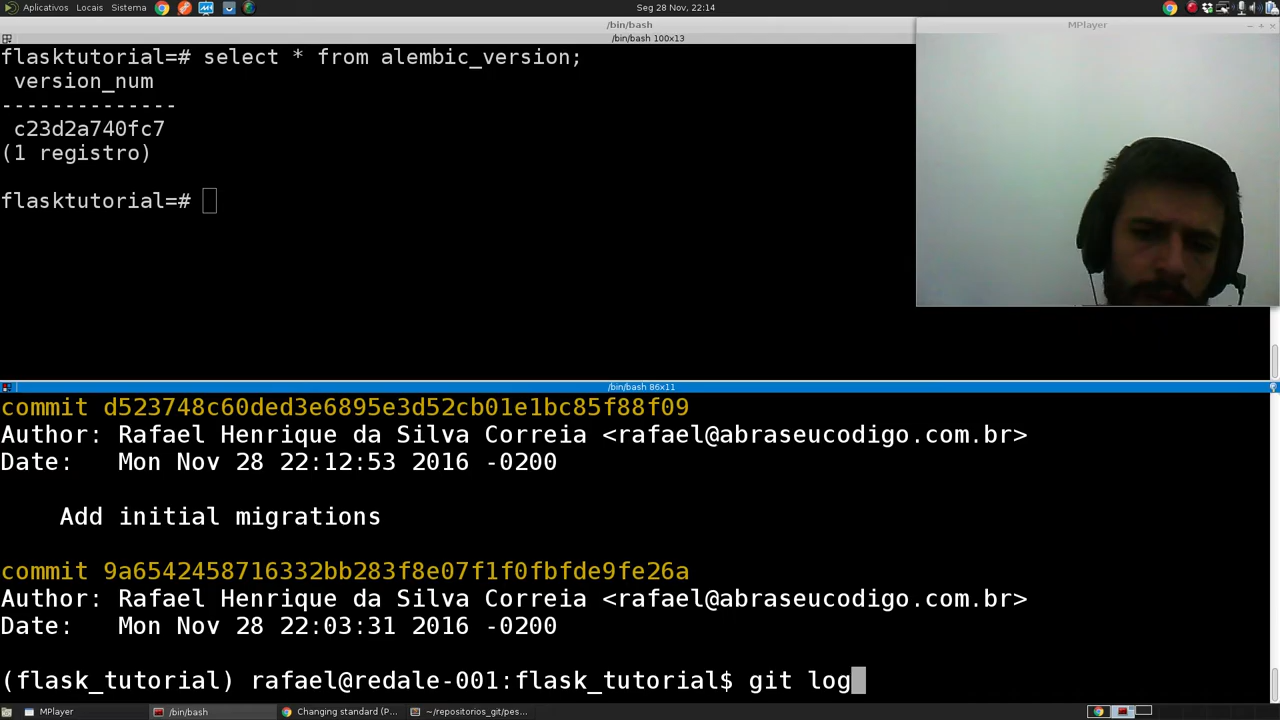 Aplicativos Locais Sistema
Seg 28 Nov, 22:14
/bin/bash
/bin/bash 100x13
MPlayer
flasktutorial=# select * from alembic_version;
version_num
--------------
c23d2a740fc7
(1 registro)
flasktutorial=#
/bin/bash 86x11
commit d523748c60ded3e6895e3d52cb01e1bc85f88f09
Author: Rafael Henrique da Silva Correia <rafael@abraseucodigo.com.br>
Date: Mon Nov 28 22:12:53 2016 -0200
Add initial migrations
commit 9a6542458716332bb283f8e07f1f0fbfde9fe26a
Author: Rafael Henrique da Silva Correia <rafael@abraseucodigo.com.br>
Date: Mon Nov 28 22:03:31 2016 -0200
(flask_tutorial) rafael@redale-001:flask_tutorial$ git log
MPlayer
/bin/bash
Changing standard (P...
~/repositorios_git/pes...